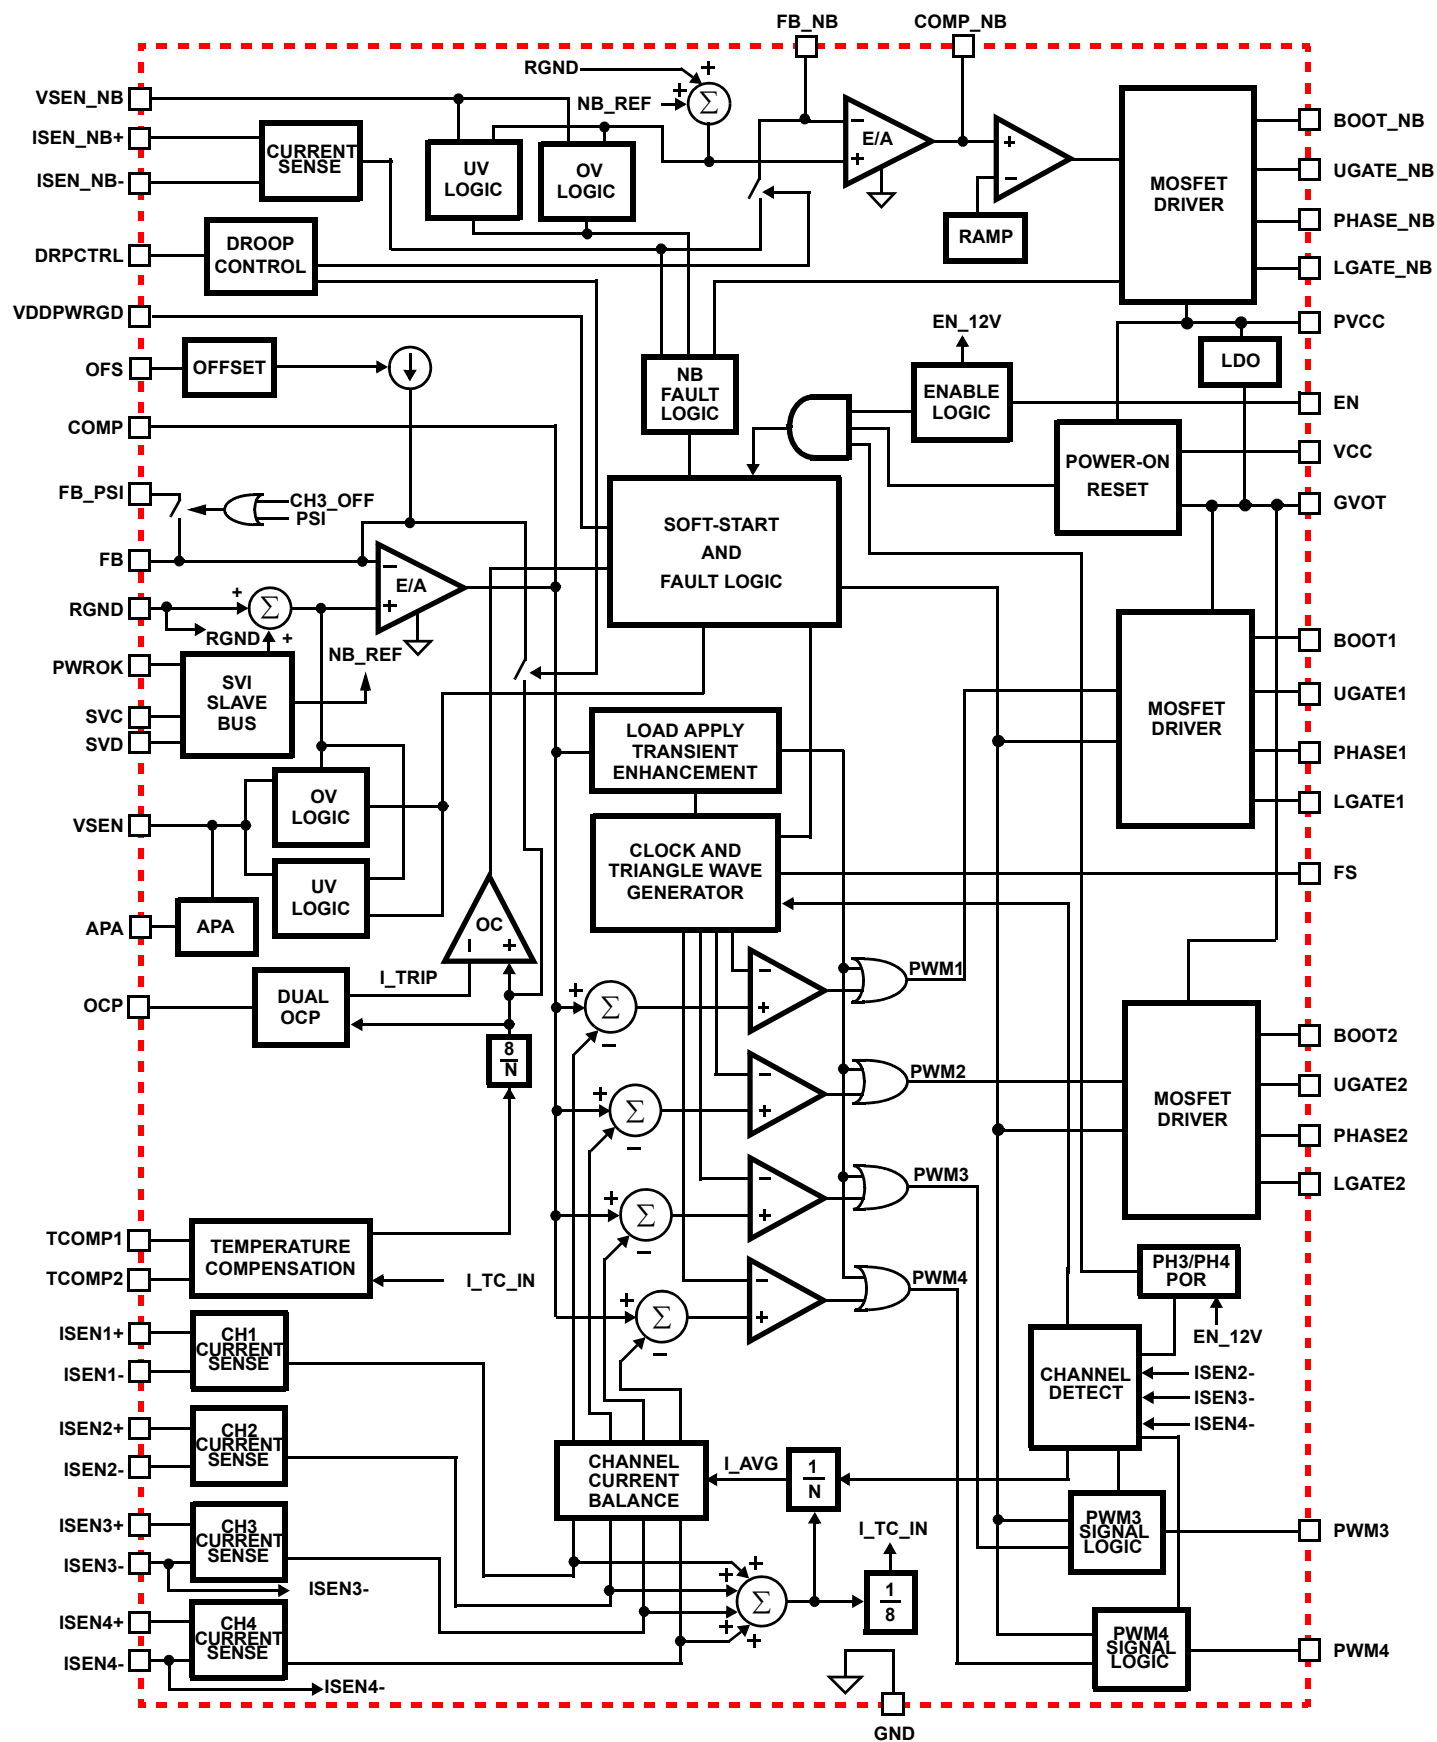 FB_NB
COMP_NB
RGND
+
VSEN_NB
NB_REF
+
Σ
ISEN_NB+
CURRENT
SENSE
ISEN_NB-
UV
LOGIC
OV
LOGIC
−
E/A
+
+
−
RAMP
MOSFET
DRIVER
BOOT_NB
UGATE_NB
PHASE_NB
LGATE_NB
DRPCTRL
DROOP
CONTROL
VDDPWRGD
EN_12V
PVCC
LDO
OFS
OFFSET
NB
FAULT
LOGIC
ENABLE
LOGIC
EN
COMP
POWER-ON
RESET
VCC
GVOT
FB_PSI
CH3_OFF
PSI
SOFT-START
AND
FAULT LOGIC
FB
−
E/A
+
RGND
+
Σ
RGND
+
NB_REF
PWROK
SVC
SVD
SVI
SLAVE
BUS
MOSFET
DRIVER
BOOT1
UGATE1
PHASE1
LGATE1
LOAD APPLY
TRANSIENT
ENHANCEMENT
VSEN
OV
LOGIC
UV
LOGIC
CLOCK AND
TRIANGLE WAVE
GENERATOR
FS
APA
APA
OC
−
+
I_TRIP
OCP
DUAL
OCP
8
N
+
Σ
−
−
+
PWM1
+
Σ
−
−
+
PWM2
MOSFET
DRIVER
BOOT2
UGATE2
PHASE2
LGATE2
+
Σ
−
−
+
PWM3
+
Σ
−
−
+
PWM4
TCOMP1
TCOMP2
TEMPERATURE
COMPENSATION
I_TC_IN
PH3/PH4
POR
EN_12V
ISEN1+
ISEN1-
CH1
CURRENT
SENSE
CHANNEL
DETECT
ISEN2-
ISEN3-
ISEN4-
ISEN2+
ISEN2-
CH2
CURRENT
SENSE
CHANNEL
CURRENT
BALANCE
I_AVG
1
N
ISEN3+
ISEN3-
CH3
CURRENT
SENSE
ISEN3-
I_TC_IN
1
8
+
+
+
+
Σ
PWM3
SIGNAL
LOGIC
PWM3
ISEN4+
ISEN4-
CH4
CURRENT
SENSE
ISEN4-
PWM4
SIGNAL
LOGIC
PWM4
GND